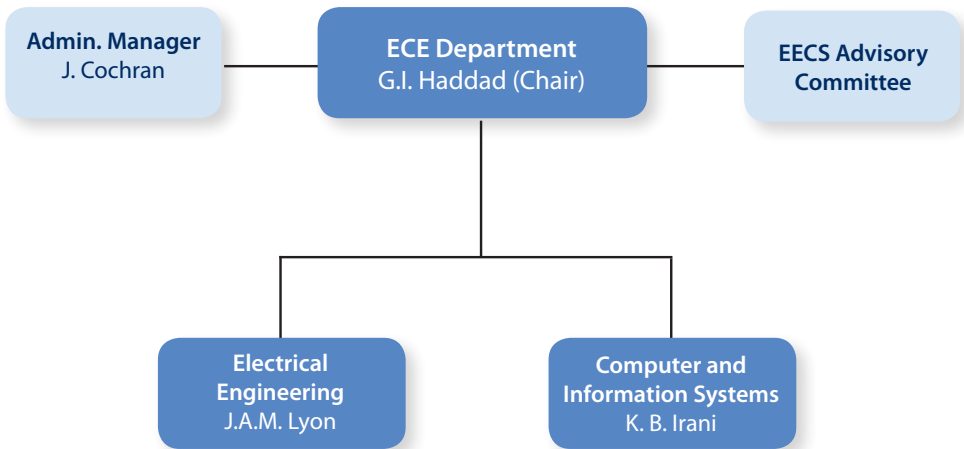 Admin. Manager
J. Cochran
ECE Department
G.I. Haddad (Chair)
EECS Advisory
Committee
Electrical
Engineering
J.A.M. Lyon
Computer and
Information Systems
K. B. Irani